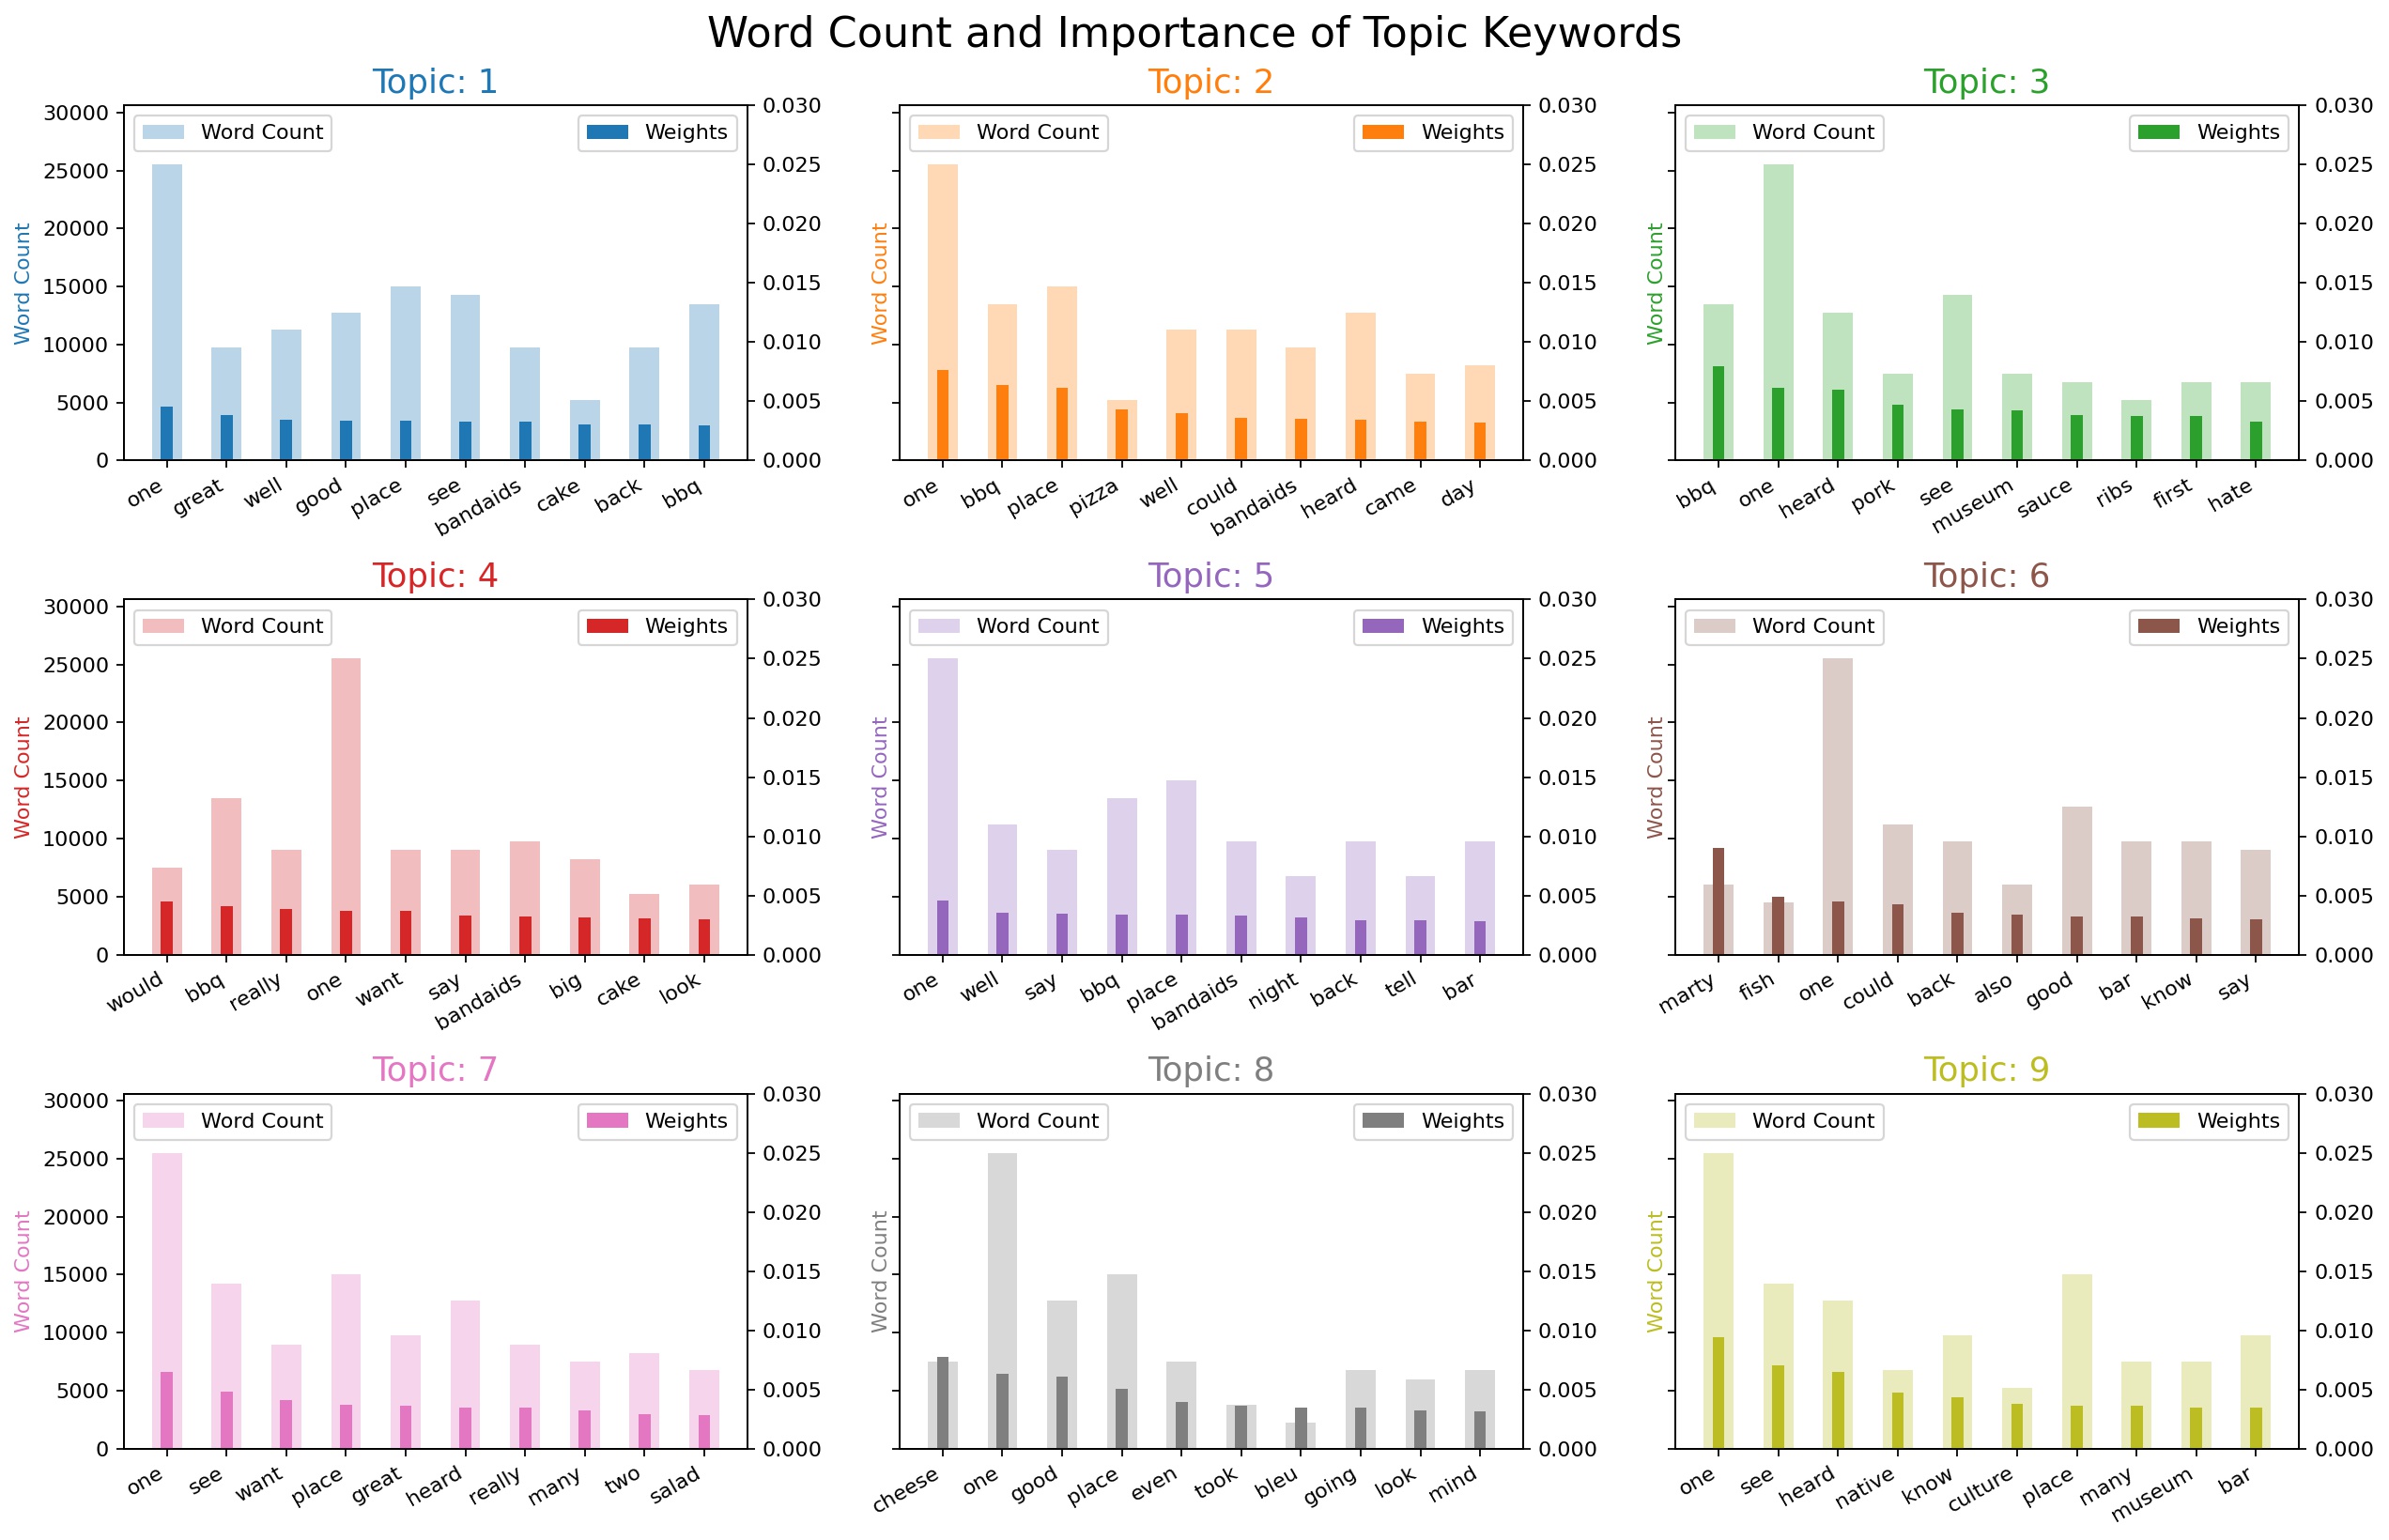 Word Count and Importance of Topic Keywords
Topic: 1
Word Count
Weights
Word Count
30000
25000
20000
15000
10000
5000
0
0.030
0.025
0.020
0.015
0.010
0.005
0.000
one great well good place see bandaids cake back bbq
Topic: 2
Word Count
Weights
Word Count
0.030
0.025
0.020
0.015
0.010
0.005
0.000
one bbq place pizza well could bandaids heard came day
Topic: 3
Word Count
Weights
Word Count
0.030
0.025
0.020
0.015
0.010
0.005
0.000
bbq one heard pork see museum sauce ribs first hate
Topic: 4
Word Count
Weights
Word Count
30000
25000
20000
15000
10000
5000
0
0.030
0.025
0.020
0.015
0.010
0.005
0.000
would bbq really one want say bandaids big cake look
Topic: 5
Word Count
Weights
Word Count
0.030
0.025
0.020
0.015
0.010
0.005
0.000
one well say bbq place bandaids night back tell bar
Topic: 6
Word Count
Weights
Word Count
0.030
0.025
0.020
0.015
0.010
0.005
0.000
marty fish one could back also good bar know say
Topic: 7
Word Count
Weights
Word Count
30000
25000
20000
15000
10000
5000
0
0.030
0.025
0.020
0.015
0.010
0.005
0.000
one see want place great heard really many two salad
Topic: 8
Word Count
Weights
Word Count
0.030
0.025
0.020
0.015
0.010
0.005
0.000
cheese one good place even took bleu going look mind
Topic: 9
Word Count
Weights
Word Count
0.030
0.025
0.020
0.015
0.010
0.005
0.000
one see heard native know culture place many museum bar